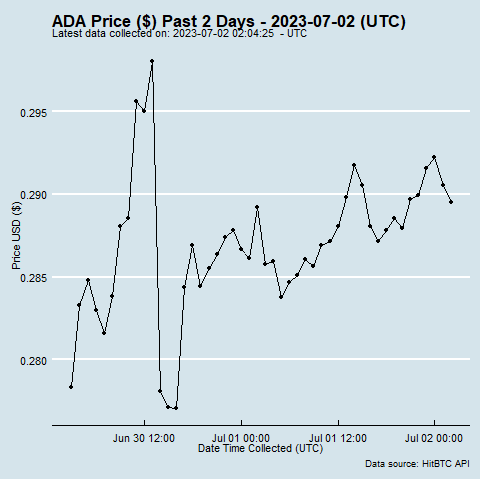 ADA Price ($) Past 2 Days - 2023-07-02 (UTC)
Latest data collected on: 2023-07-02 02:04:25 - UTC
0.295
0.290
0.285
0.280
Price USD ($)
Jun 30 12:00 Jul 01 00:00 Jul 01 12:00 Jul 02 00:00
Date Time Collected (UTC)
Data source: HitBTC API